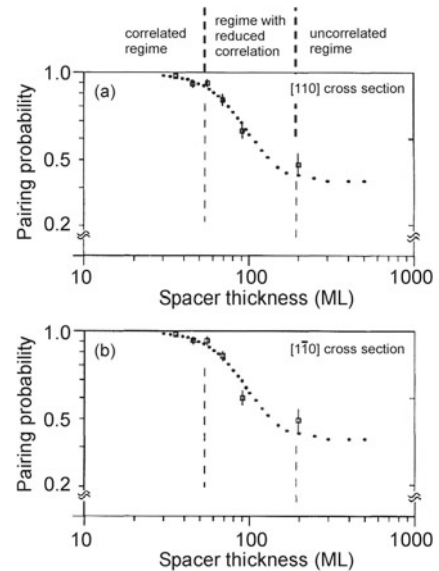 correlated
regime
regime with
reduced
correlation
uncorrelated
regime
1.0
(a)
[110] cross section
Pairing probability
0.5
0.2
10
100
1000
Spacer thickness (ML)
1.0
(b)
[11̄0] cross section
Pairing probability
0.5
0.2
10
100
1000
Spacer thickness (ML)